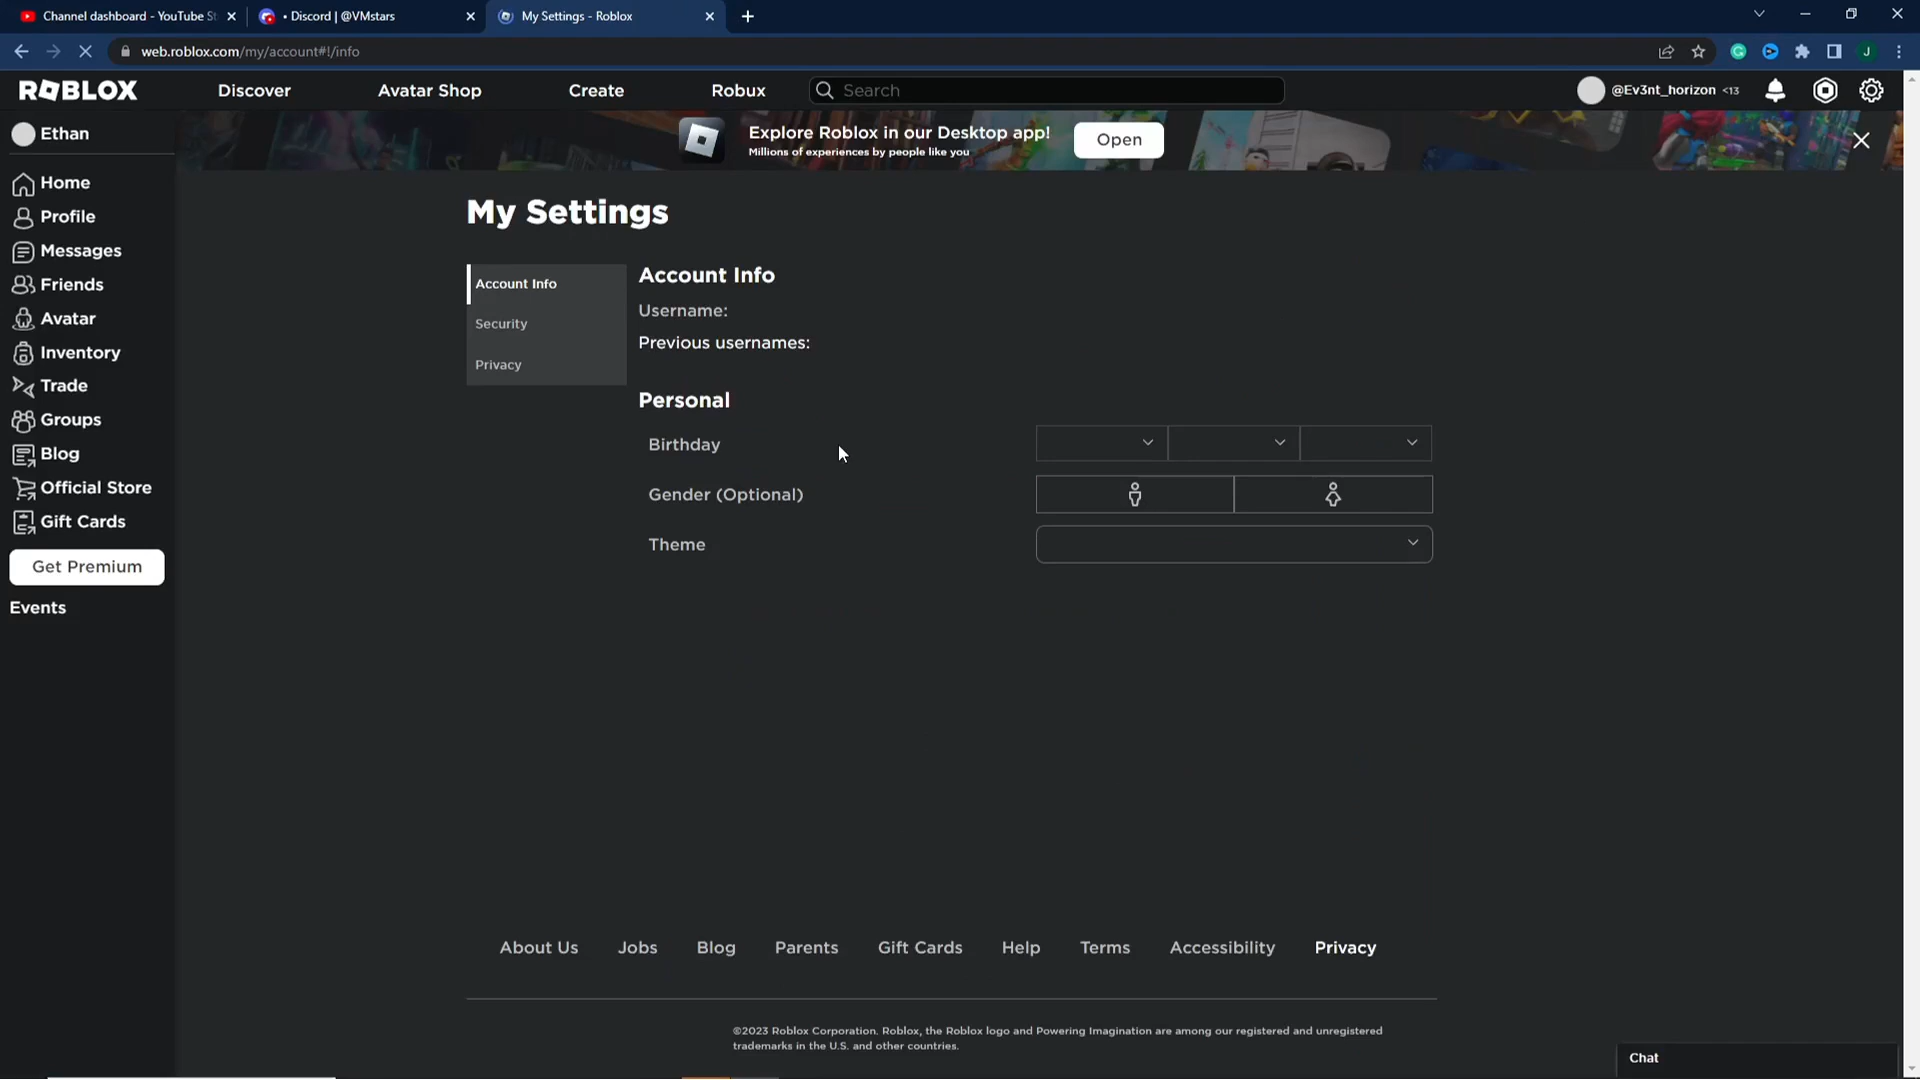 Channel dashboard - YouTube St
• Discord | @VMstars
My Settings - Roblox
web.roblox.com/my/account#!/info
J
ROBLOX
Discover
Avatar Shop
Create
Robux
Search
@Ev3nt_horizon <13
Ethan
Explore Roblox in our Desktop app!
Millions of experiences by people like you
Open
Home
Profile
Messages
Friends
Avatar
Inventory
Trade
Groups
Blog
Official Store
Gift Cards
Get Premium
Events
My Settings
Account Info
Security
Privacy
Account Info
Username:
Previous usernames:
Personal
Birthday
Gender (Optional)
Theme
About Us
Jobs
Blog
Parents
Gift Cards
Help
Terms
Accessibility
Privacy
©2023 Roblox Corporation. Roblox, the Roblox logo and Powering Imagination are among our registered and unregistered
trademarks in the U.S. and other countries.
Chat